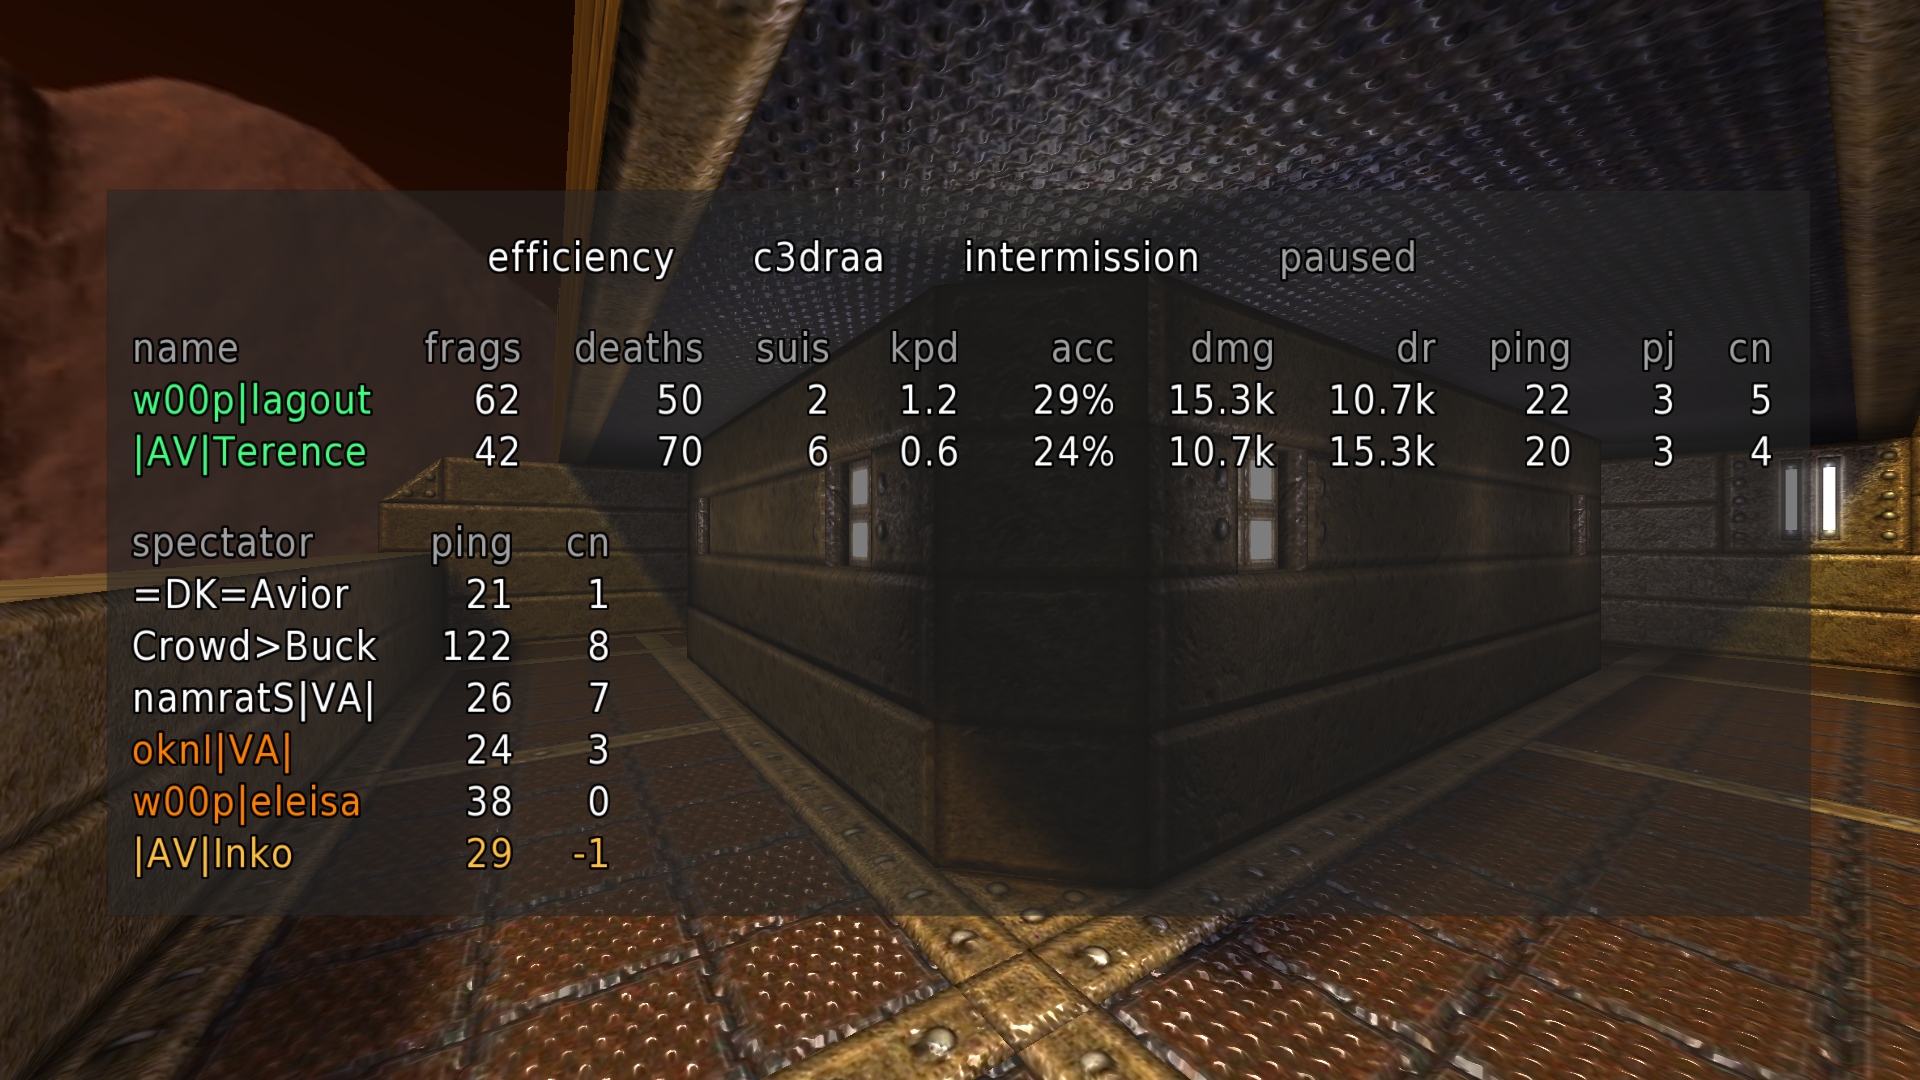 efficiency c3draa intermission paused
name frags deaths suis kpd acc dmg dr ping pj cn
w00p|lagout 62 50 2 1.2 29% 15.3k 10.7k 22 3 5
|AV|Terence 42 70 6 0.6 24% 10.7k 15.3k 20 3 4
spectator ping cn
=DK=Avior 21 1
Crowd>Buck 122 8
namratS|VA| 26 7
oknI|VA| 24 3
w00p|eleisa 38 0
|AV|Inko 29 -1